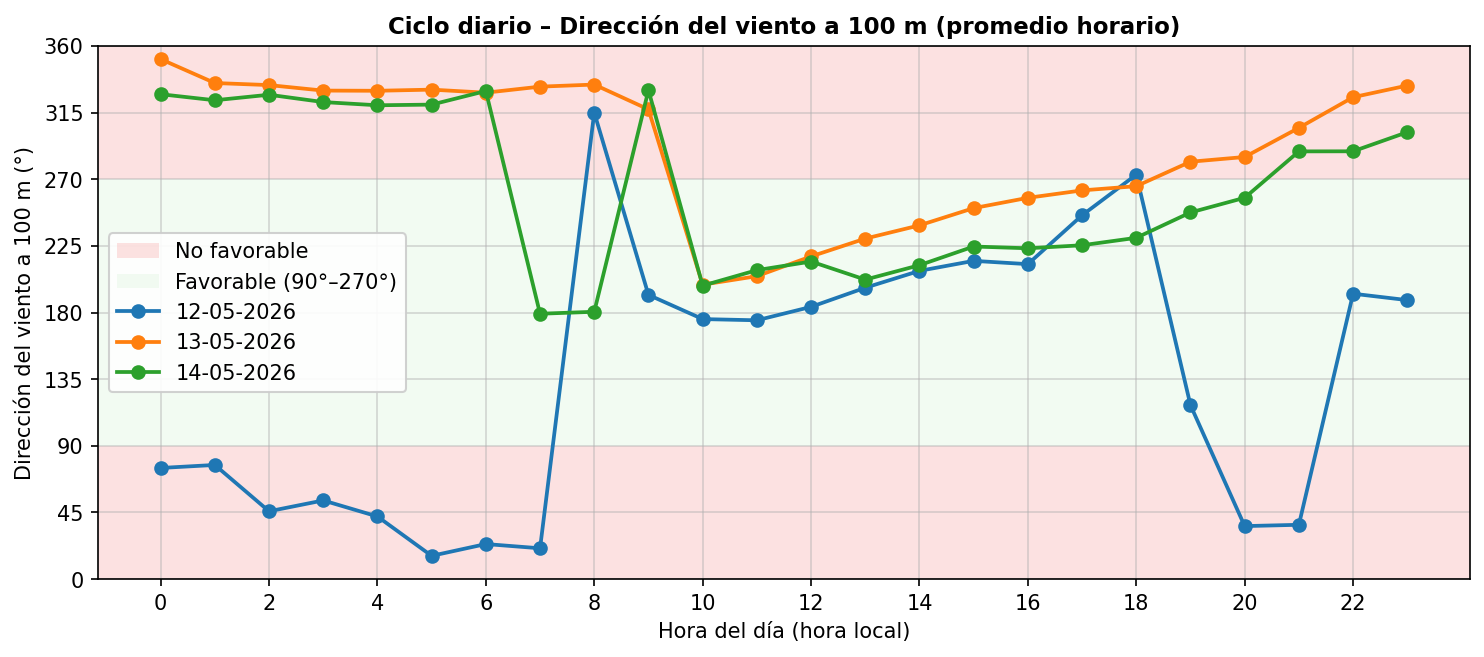 Ciclo diario – Dirección del viento a 100 m (promedio horario)
Dirección del viento a 100 m (°)
360
315
270
225
180
135
90
45
0
No favorable
Favorable (90°–270°)
12-05-2026
13-05-2026
14-05-2026
0 2 4 6 8 10 12 14 16 18 20 22
Hora del día (hora local)